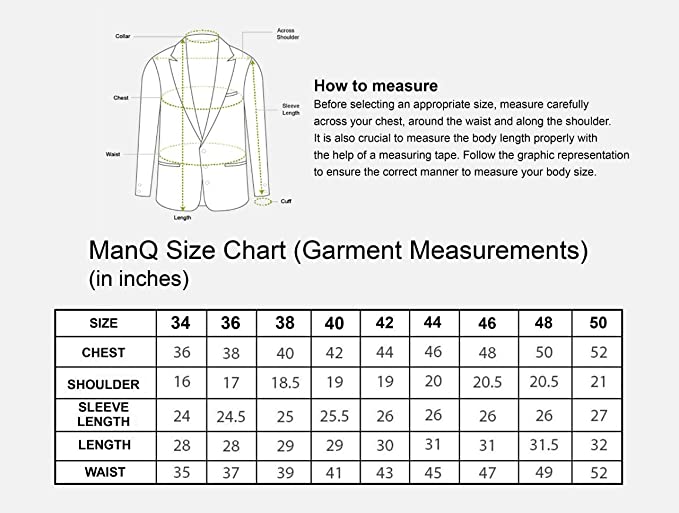 Collar
Across
Shoulder
Chest
Sleeve
Length
Waist
Cuff
Length
How to measure
Before selecting an appropriate size, measure carefully
across your chest, around the waist and along the shoulder.
It is also crucial to measure the body length properly with
the help of a measuring tape. Follow the graphic representation
to ensure the correct manner to measure your body size.
ManQ Size Chart (Garment Measurements)
(in inches)
SIZE 34 36 38 40 42 44 46 48 50
CHEST 36 38 40 42 44 46 48 50 52
SHOULDER 16 17 18.5 19 19 20 20.5 20.5 21
SLEEVE
LENGTH 24 24.5 25 25.5 26 26 26 26 27
LENGTH 28 28 29 29 30 31 31 31.5 32
WAIST 35 37 39 41 43 45 47 49 52